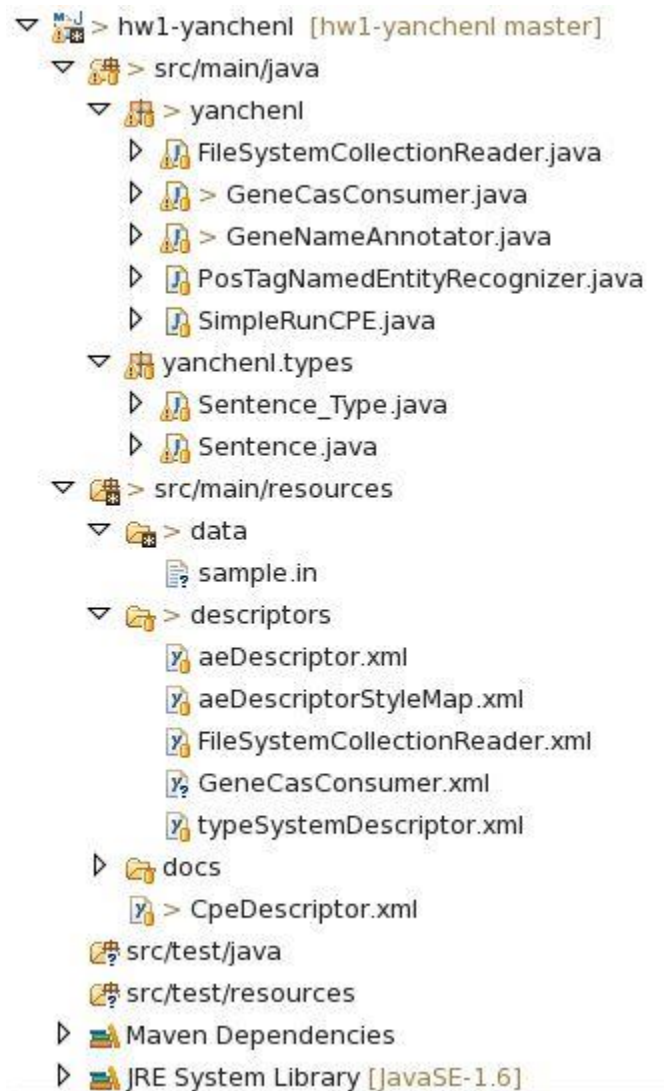 > hw1-yanchenl [hw1-yanchenl master]
> src/main/java
> yanchenl
FileSystemCollectionReader.java
> GeneCasConsumer.java
> GeneNameAnnotator.java
PosTagNamedEntityRecognizer.java
SimpleRunCPE.java
yanchenl.types
Sentence_Type.java
Sentence.java
> src/main/resources
> data
sample.in
> descriptors
aeDescriptor.xml
aeDescriptorStyleMap.xml
FileSystemCollectionReader.xml
GeneCasConsumer.xml
typeSystemDescriptor.xml
docs
> CpeDescriptor.xml
src/test/java
src/test/resources
Maven Dependencies
JRE System Library [JavaSE-1.6]